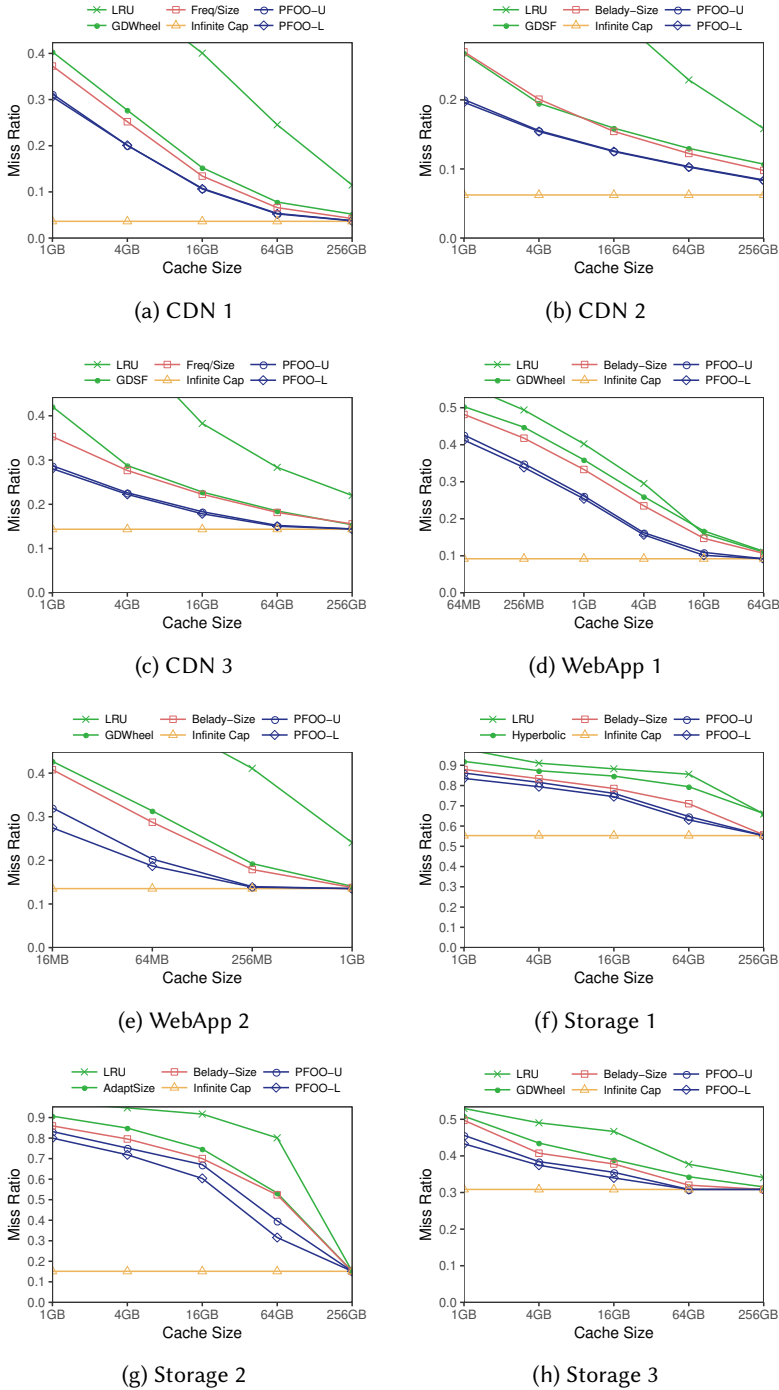 LRU Freq/Size PFOO−U
GDWheel Infinite Cap PFOO−L
0.4
0.3
0.2
0.1
0.0
Miss Ratio
1GB 4GB 16GB 64GB 256GB
Cache Size
(a) CDN 1
LRU Belady−Size PFOO−U
GDSF Infinite Cap PFOO−L
0.2
0.1
0.0
Miss Ratio
1GB 4GB 16GB 64GB 256GB
Cache Size
(b) CDN 2
LRU Freq/Size PFOO−U
GDSF Infinite Cap PFOO−L
0.4
0.3
0.2
0.1
0.0
Miss Ratio
1GB 4GB 16GB 64GB 256GB
Cache Size
(c) CDN 3
LRU Belady−Size PFOO−U
GDWheel Infinite Cap PFOO−L
0.5
0.4
0.3
0.2
0.1
0.0
Miss Ratio
64MB 256MB 1GB 4GB 16GB 64GB
Cache Size
(d) WebApp 1
LRU Belady−Size PFOO−U
GDWheel Infinite Cap PFOO−L
0.4
0.3
0.2
0.1
0.0
Miss Ratio
16MB 64MB 256MB 1GB
Cache Size
(e) WebApp 2
LRU Belady−Size PFOO−U
Hyperbolic Infinite Cap PFOO−L
0.9
0.8
0.7
0.6
0.5
0.4
0.3
0.2
0.1
0.0
Miss Ratio
1GB 4GB 16GB 64GB 256GB
Cache Size
(f) Storage 1
LRU Belady−Size PFOO−U
AdaptSize Infinite Cap PFOO−L
0.9
0.8
0.7
0.6
0.5
0.4
0.3
0.2
0.1
0.0
Miss Ratio
1GB 4GB 16GB 64GB 256GB
Cache Size
(g) Storage 2
LRU Belady−Size PFOO−U
GDWheel Infinite Cap PFOO−L
0.5
0.4
0.3
0.2
0.1
0.0
Miss Ratio
1GB 4GB 16GB 64GB 256GB
Cache Size
(h) Storage 3